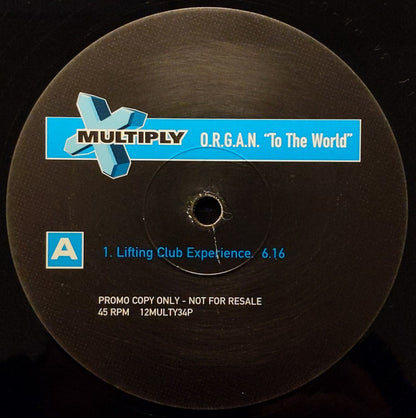 MULTIPLY O.R.G.A.N. "To The World"
A
1. Lifting Club Experience. 6.16
PROMO COPY ONLY - NOT FOR RESALE
45 RPM 12MULTY34P